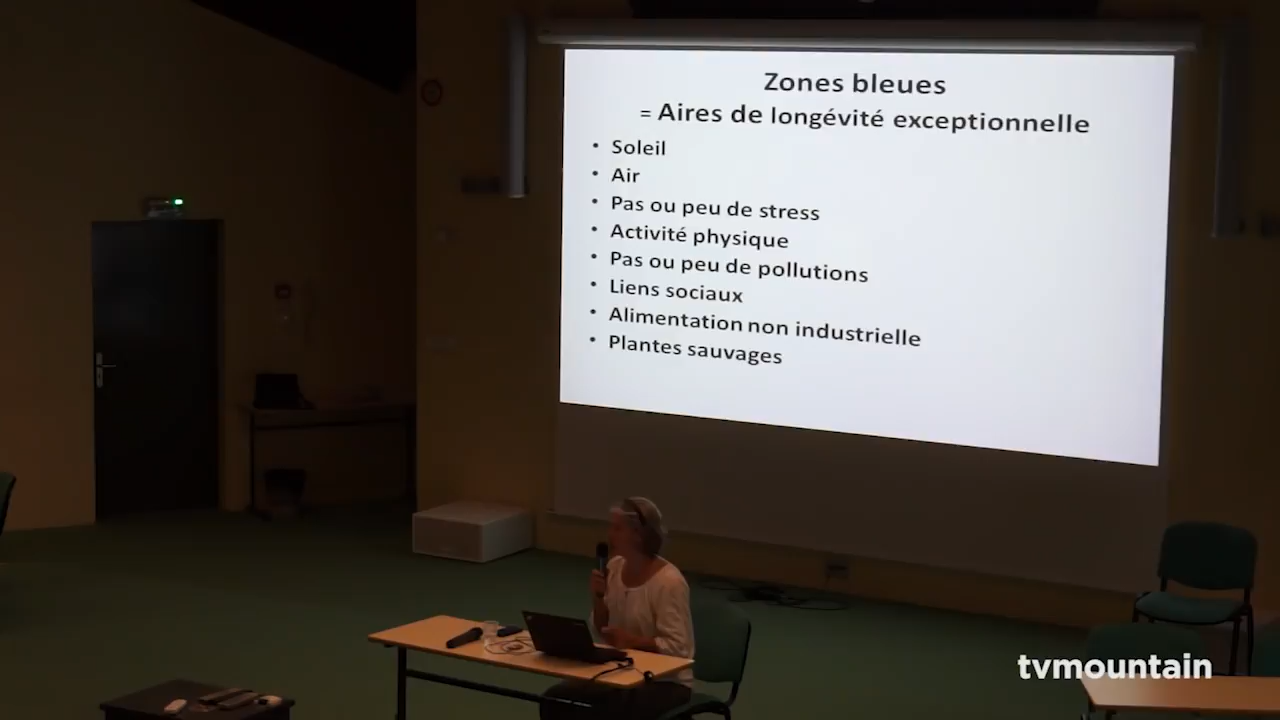 Zones bleues
= Aires de longévité exceptionnelle
• Soleil
• Air
• Pas ou peu de stress
• Activité physique
• Pas ou peu de pollutions
• Liens sociaux
• Alimentation non industrielle
• Plantes sauvages
tvmountain